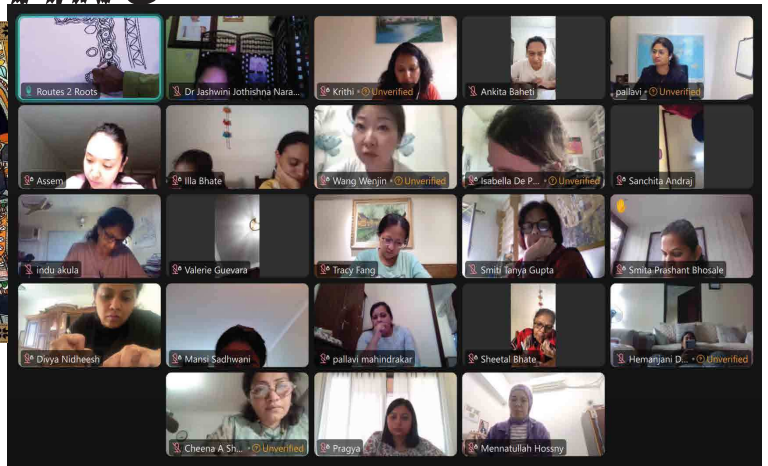 Routes 2 Roots
Dr Jashwini Jothishna Nara...
Krithi • Unverified
Ankita Baheti
pallavi • Unverified
Assem
Illa Bhate
Wang Wenjin • Unverified
Isabella De P... • Unverified
Sanchita Andraj
indu akula
Valerie Guevara
Tracy Fang
Smiti Tanya Gupta
Smita Prashant Bhosale
Divya Nidheesh
Mansi Sadhwani
pallavi mahindrakar
Sheetal Bhate
Hemanjani D... • Unverified
Cheena A Sh... • Unverified
Pragya
Mennatullah Hossny